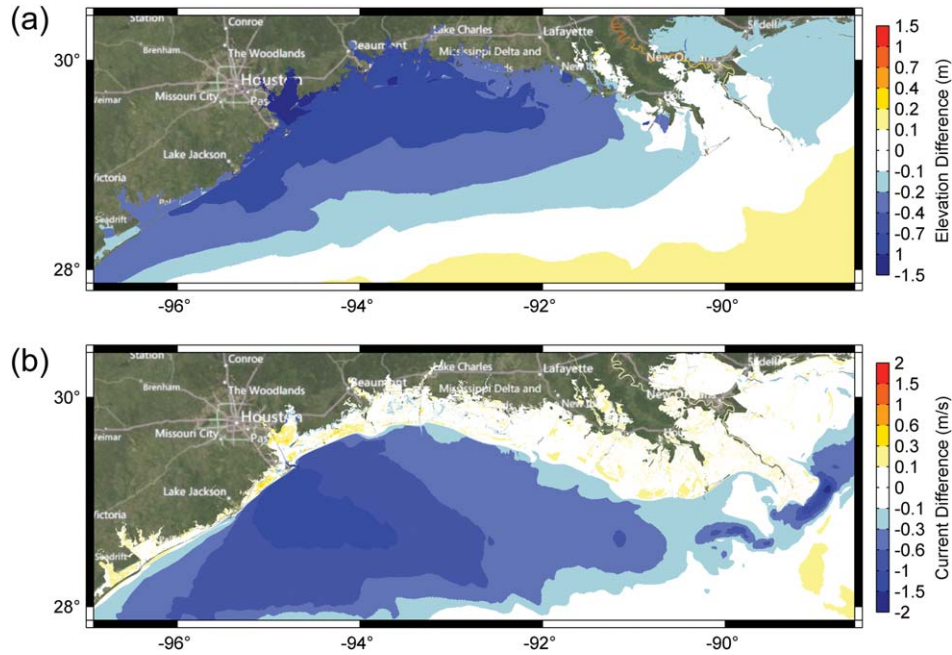 (a)
Conroe
Brenham
The Woodlands
Beaumont
Lake Charles
Mississippi Delta and
Lafayette
Slidell
30°
Houston
New Orleans
Missouri City
Pas
Lake Jackson
Victoria
Seadrift
28°
-96°
-94°
-92°
-90°
1.5
1
0.7
0.4
0.2
0.1
0
-0.1
-0.2
-0.4
-0.7
1
-1.5
Elevation Difference (m)
(b)
Station
Conroe
Brenham
The Woodlands
Beaumont
Lake Charles
Mississippi Delta and
Lafayette
30°
Houston
Missouri City
Pas
Lake Jackson
Victoria
Seadrift
28°
-96°
-94°
-92°
-90°
2
1.5
1
0.6
0.3
0.1
0
-0.1
-0.3
-0.6
-1
-1.5
-2
Current Difference (m/s)